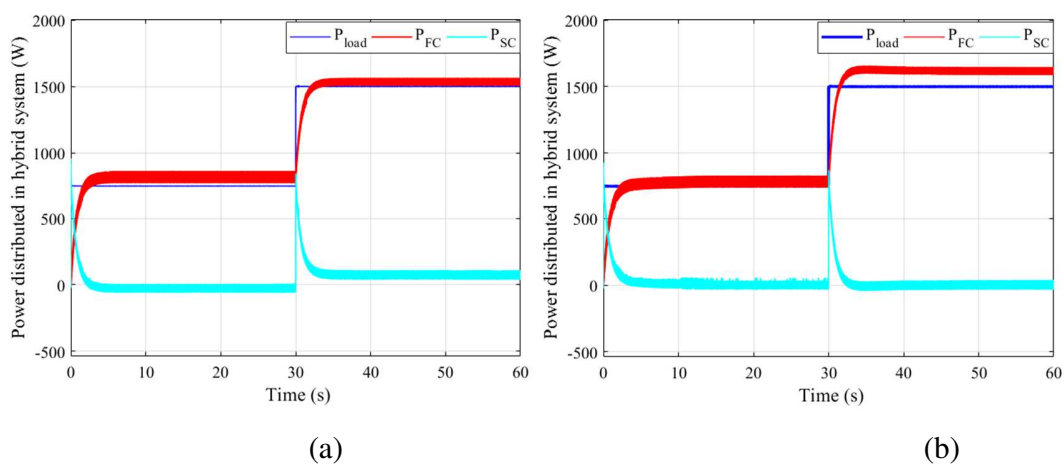 Power distributed in hybrid system (W)
2000
1500
1000
500
0
-500
P_load P_FC P_SC
0 10 20 30 40 50 60
Time (s)
(a)
Power distributed in hybrid system (W)
2000
1500
1000
500
0
-500
P_load P_FC P_SC
0 10 20 30 40 50 60
Time (s)
(b)